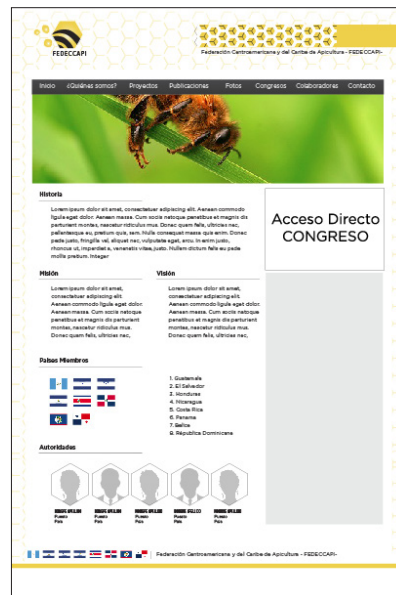 FEDECCAPI
Federación Centroamericana y del Caribe de Apicultura - FEDECCAPI-
Inicio ¿Quiénes somos? Proyectos Publicaciones Fotos Congresos Colaboradores Contacto
Historia
Lorem ipsum dolor sit amet, consectetuer adipiscing elit. Aenean commodo
ligula eget dolor. Aenean massa. Cum sociis natoque penatibus et magnis dis
parturient montes, nascetur ridiculus mus. Donec quam felis, ultricies nec,
pellentesque eu, pretium quis, sem. Nulla consequat massa quis enim. Donec
pede justo, fringilla vel, aliquet nec, vulputate eget, arcu. In enim justo,
rhoncus ut, imperdiet a, venenatis vitae, justo. Nullam dictum felis eu pede
mollis pretium. Integer
Acceso Directo
CONGRESO
Misión
Lorem ipsum dolor sit amet,
consectetuer adipiscing elit.
Aenean commodo ligula eget dolor.
Aenean massa. Cum sociis natoque
penatibus et magnis dis parturient
montes, nascetur ridiculus mus.
Donec quam felis, ultricies nec,
Visión
Lorem ipsum dolor sit amet,
consectetuer adipiscing elit.
Aenean commodo ligula eget dolor.
Aenean massa. Cum sociis natoque
penatibus et magnis dis parturient
montes, nascetur ridiculus mus.
Donec quam felis, ultricies nec,
Países Miembros
1. Guatemala
2. El Salvador
3. Honduras
4. Nicaragua
5. Costa Rica
6. Panama
7. Belice
8. Républica Dominicana
Autoridades
Puesto Puesto Puesto Puesto Puesto
País País País País País
Federación Centroamericana y del Caribe de Apicultura - FEDECCAPI-